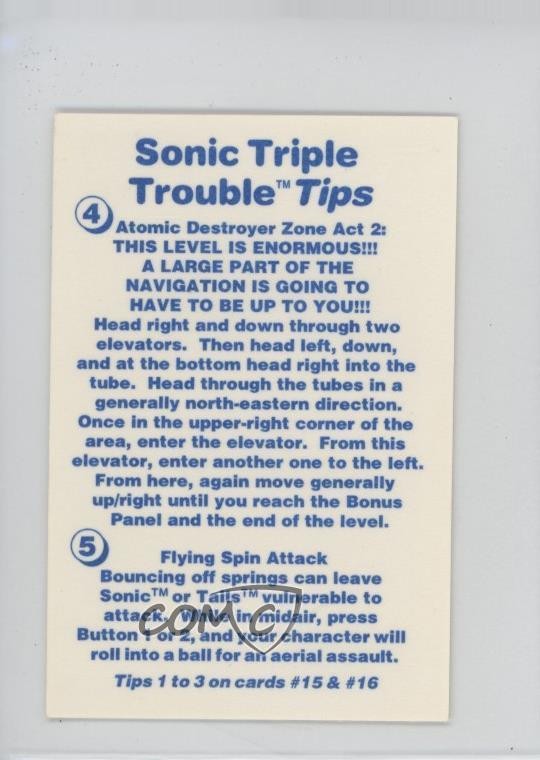 Sonic Triple
Trouble™ Tips
4
Atomic Destroyer Zone Act 2:
THIS LEVEL IS ENORMOUS!!!
A LARGE PART OF THE
NAVIGATION IS GOING TO
HAVE TO BE UP TO YOU!!!
Head right and down through two
elevators. Then head left, down,
and at the bottom head right into the
tube. Head through the tubes in a
generally north-eastern direction.
Once in the upper-right corner of the
area, enter the elevator. From this
elevator, enter another one to the left.
From here, again move generally
up/right until you reach the Bonus
Panel and the end of the level.
5
Flying Spin Attack
Bouncing off springs can leave
Sonic™ or Tails™ vulnerable to
attack. While in midair, press
Button 1 or 2, and your character will
roll into a ball for an aerial assault.
Tips 1 to 3 on cards #15 & #16
COMC